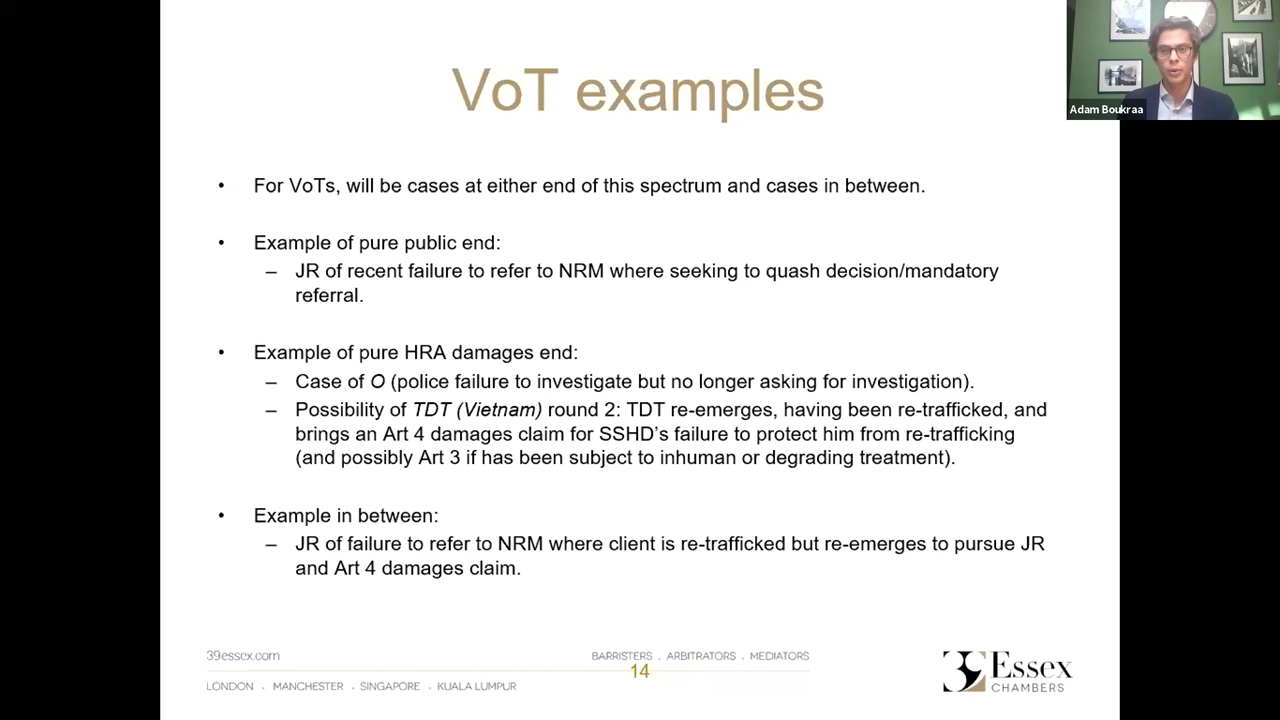 VoT examples
Adam Boukraa
• For VoTs, will be cases at either end of this spectrum and cases in between.
• Example of pure public end:
– JR of recent failure to refer to NRM where seeking to quash decision/mandatory
referral.
• Example of pure HRA damages end:
– Case of O (police failure to investigate but no longer asking for investigation).
– Possibility of TDT (Vietnam) round 2: TDT re-emerges, having been re-trafficked, and
brings an Art 4 damages claim for SSHD's failure to protect him from re-trafficking
(and possibly Art 3 if has been subject to inhuman or degrading treatment).
• Example in between:
– JR of failure to refer to NRM where client is re-trafficked but re-emerges to pursue JR
and Art 4 damages claim.
39essex.com
BARRISTERS . ARBITRATORS . MEDIATORS
14
LONDON . MANCHESTER . SINGAPORE . KUALA LUMPUR
39 Essex
CHAMBERS